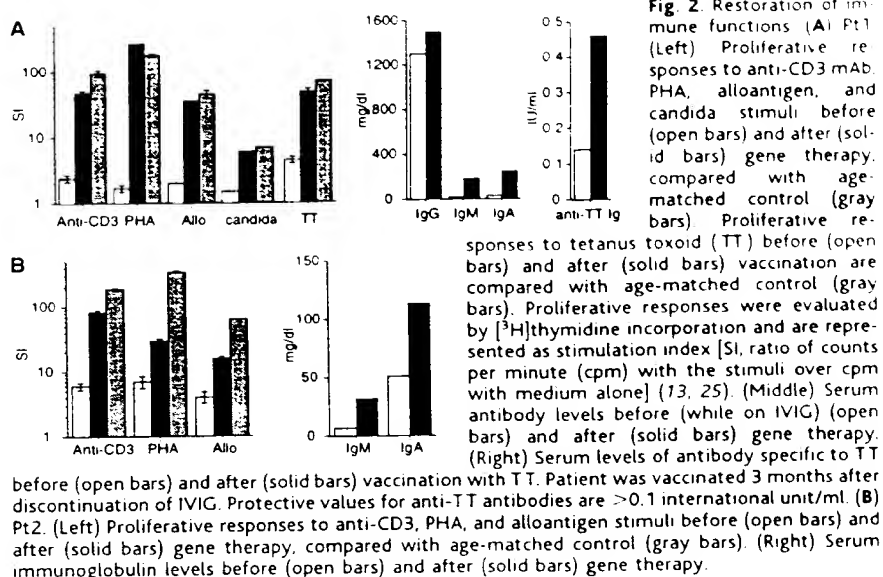 A
SI
100
10
1
Anti-CD3 PHA Allo candida TT
mg/dl
1600
1200
800
400
0
IgG IgM IgA
IU/ml
0 5
0 4
0 3
0 2
0 1
0
anti-TT Ig
B
SI
100
10
1
Anti-CD3 PHA Allo
mg/dl
150
100
50
0
IgM IgA
Fig. 2. Restoration of im-
mune functions (A) Pt1
(Left) Proliferative re-
sponses to anti-CD3 mAb,
PHA, alloantigen, and
candida stimuli before
(open bars) and after (sol-
id bars) gene therapy,
compared with age-
matched control (gray
bars). Proliferative re-
sponses to tetanus toxoid (TT) before (open
bars) and after (solid bars) vaccination are
compared with age-matched control (gray
bars). Proliferative responses were evaluated
by [³H]thymidine incorporation and are repre-
sented as stimulation index [SI, ratio of counts
per minute (cpm) with the stimuli over cpm
with medium alone] (13, 25). (Middle) Serum
antibody levels before (while on IVIG) (open
bars) and after (solid bars) gene therapy.
(Right) Serum levels of antibody specific to TT
before (open bars) and after (solid bars) vaccination with TT. Patient was vaccinated 3 months after
discontinuation of IVIG. Protective values for anti-TT antibodies are >0.1 international unit/ml. (B)
Pt2. (Left) Proliferative responses to anti-CD3, PHA, and alloantigen stimuli before (open bars) and
after (solid bars) gene therapy, compared with age-matched control (gray bars). (Right) Serum
immunoglobulin levels before (open bars) and after (solid bars) gene therapy.